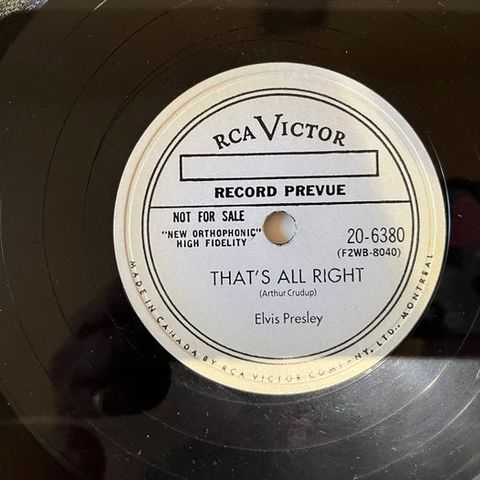 RCA VICTOR
RECORD PREVUE
NOT FOR SALE
"NEW ORTHOPHONIC"
HIGH FIDELITY
20-6380
(F2WB-8040)
THAT'S ALL RIGHT
(Arthur Crudup)
Elvis Presley
MADE IN CANADA BY RCA VICTOR COMPANY, LTD., MONTREAL